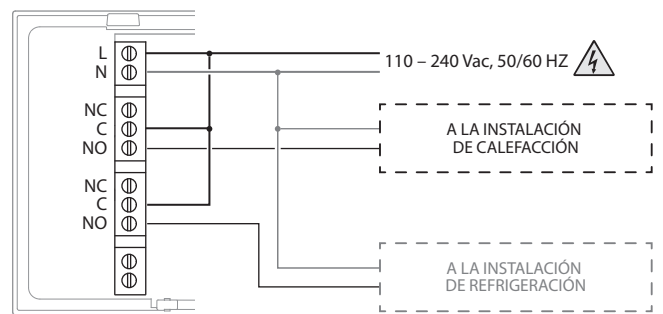 L
N
110 – 240 Vac, 50/60 HZ
NC
C
NO
A LA INSTALACIÓN
DE CALEFACCIÓN
NC
C
NO
A LA INSTALACIÓN
DE REFRIGERACIÓN